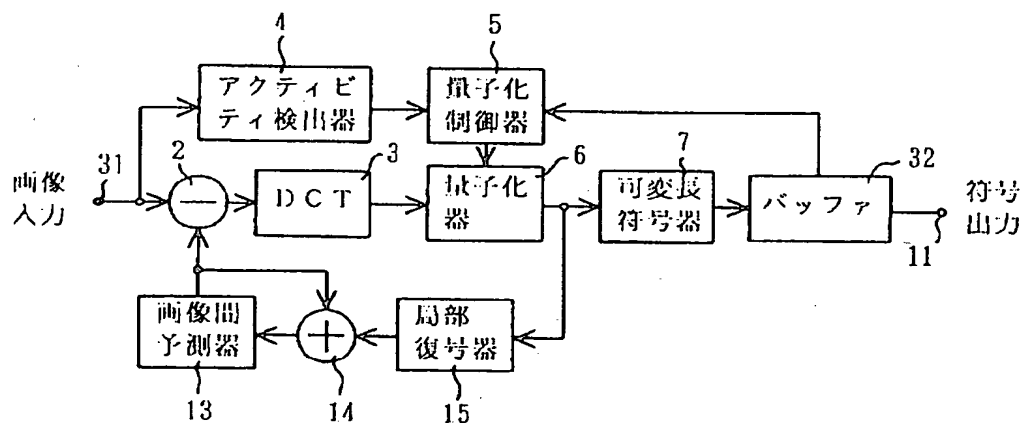 4
5
アクティビ
ティ検出器
量子化
制御器
31
2
3
6
7
32
画像
入力
−
DCT
量子化
器
可変長
符号器
バッファ
符号
出力
11
画像間
予測器
+
局部
復号器
13
14
15